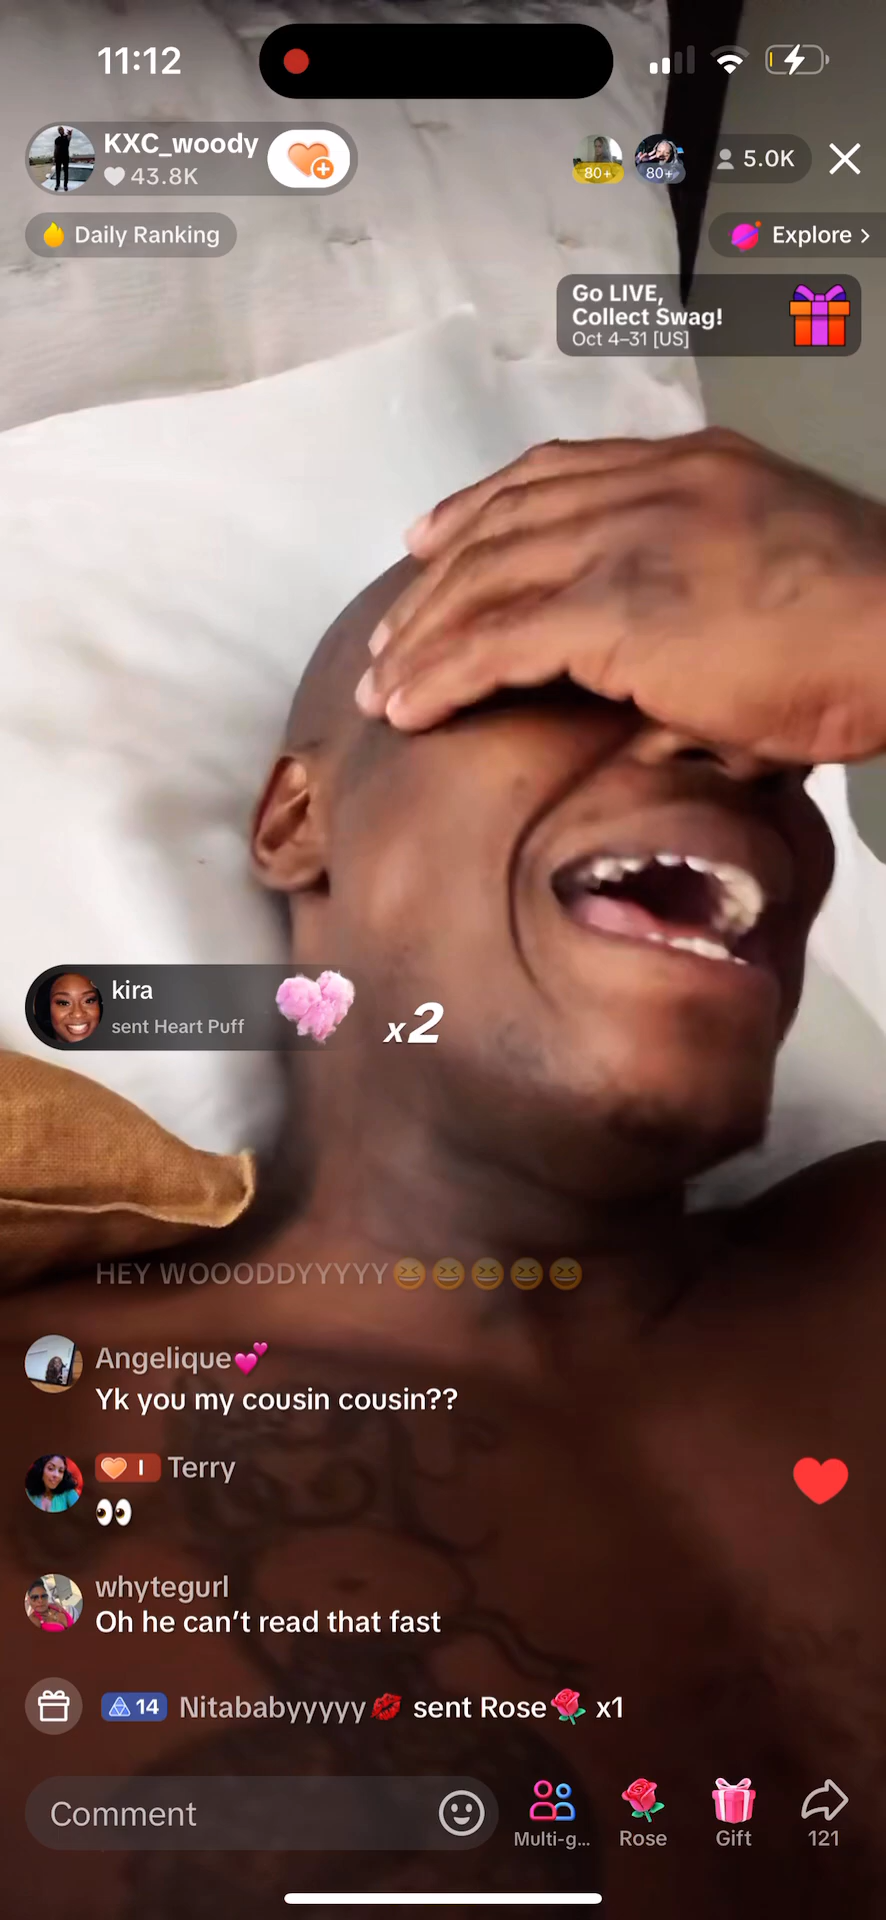 11:12
KXC_woody
43.8K
80+
80+
5.0K
Daily Ranking
Explore >
Go LIVE,
Collect Swag!
Oct 4–31 [US]
kira
sent Heart Puff
x2
HEY WOOODDYYYYY😆😆😆😆😆
Angelique💕
Yk you my cousin cousin??
I Terry
👀
whytegurl
Oh he can't read that fast
14 Nitababyyyyy💋 sent Rose🌹 x1
Comment
Multi-g...
Rose
Gift
121